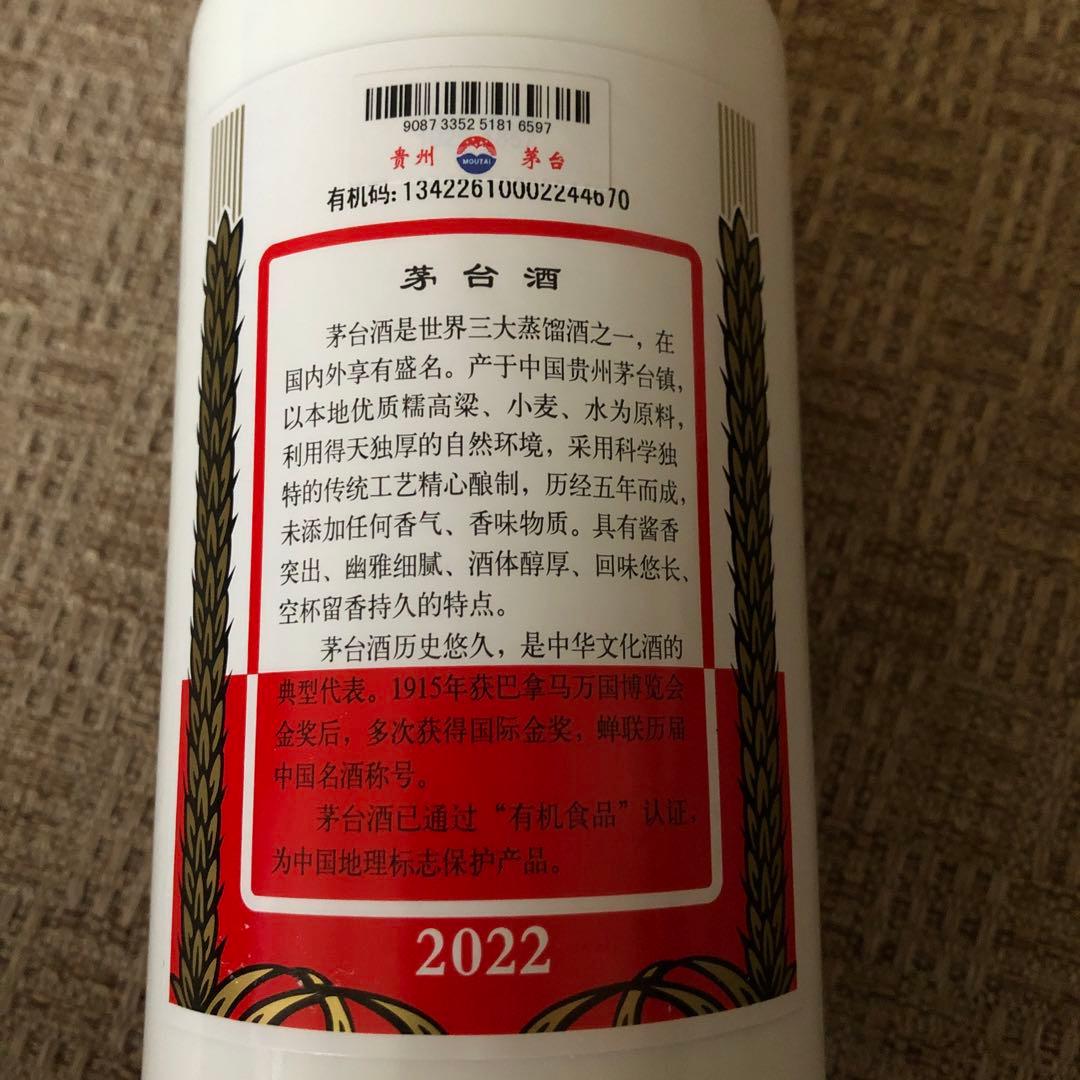 9087 3352 5181 6597
贵州 MOUTAI 茅台
有机码:13422610002244670
茅台酒
茅台酒是世界三大蒸馏酒之一，在
国内外享有盛名。产于中国贵州茅台镇，
以本地优质糯高粱、小麦、水为原料，
利用得天独厚的自然环境，采用科学独
特的传统工艺精心酿制，历经五年而成，
未添加任何香气、香味物质。具有酱香
突出、幽雅细腻、酒体醇厚、回味悠长、
空杯留香持久的特点。
茅台酒历史悠久，是中华文化酒的
典型代表。1915年获巴拿马万国博览会
金奖后，多次获得国际金奖，蝉联历届
中国名酒称号。
茅台酒已通过“有机食品”认证，
为中国地理标志保护产品。
2022